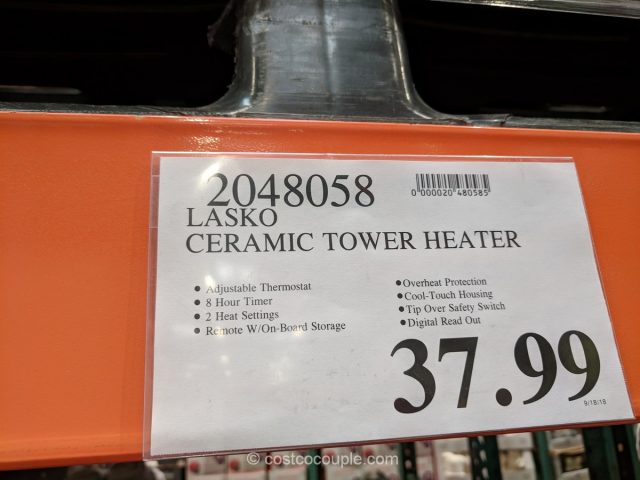 2048058
0 000020 480585
LASKO
CERAMIC TOWER HEATER
• Adjustable Thermostat
• 8 Hour Timer
• 2 Heat Settings
• Remote W/On-Board Storage
• Overheat Protection
• Cool-Touch Housing
• Tip Over Safety Switch
• Digital Read Out
37.99
9/18/18
© costcocouple.com